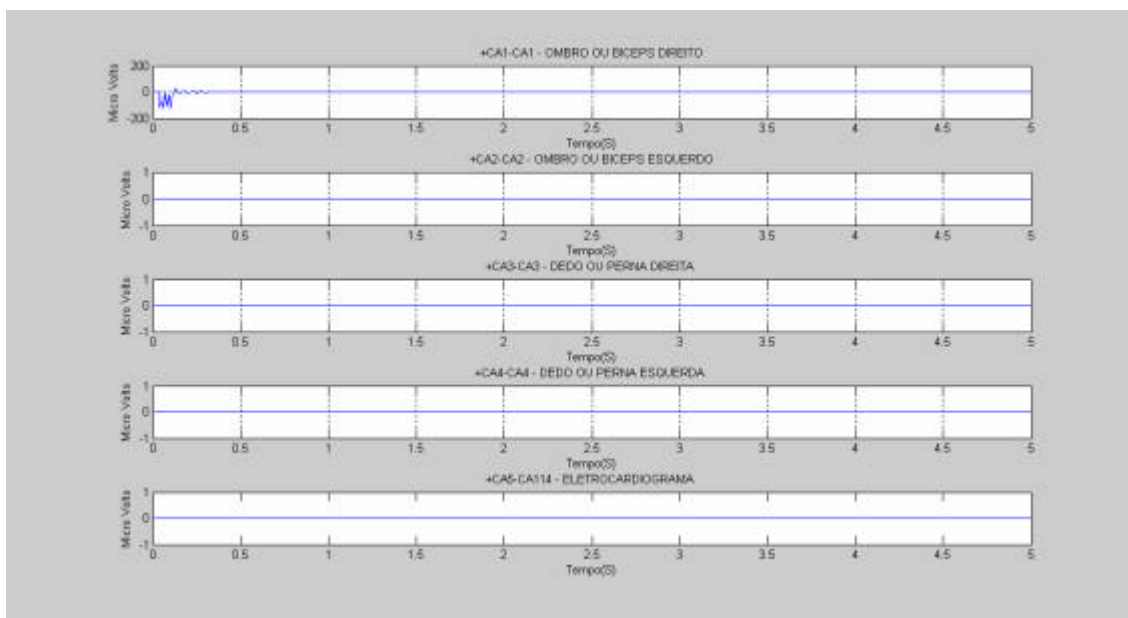 +CA1-CA1 - OMBRO OU BICEPS DIREITO
Micro Volts
200
0
-200
0 0.5 1 1.5 2 2.5 3 3.5 4 4.5 5
Tempo(S)
+CA2-CA2 - OMBRO OU BICEPS ESQUERDO
Micro Volts
1
0
-1
0 0.5 1 1.5 2 2.5 3 3.5 4 4.5 5
Tempo(S)
+CA3-CA3 - DEDO OU PERNA DIREITA
Micro Volts
1
0
-1
0 0.5 1 1.5 2 2.5 3 3.5 4 4.5 5
Tempo(S)
+CA4-CA4 - DEDO OU PERNA ESQUERDA
Micro Volts
1
0
-1
0 0.5 1 1.5 2 2.5 3 3.5 4 4.5 5
Tempo(S)
+CA5-CA114 - ELETROCARDIOGRAMA
Micro Volts
1
0
-1
0 0.5 1 1.5 2 2.5 3 3.5 4 4.5 5
Tempo(S)